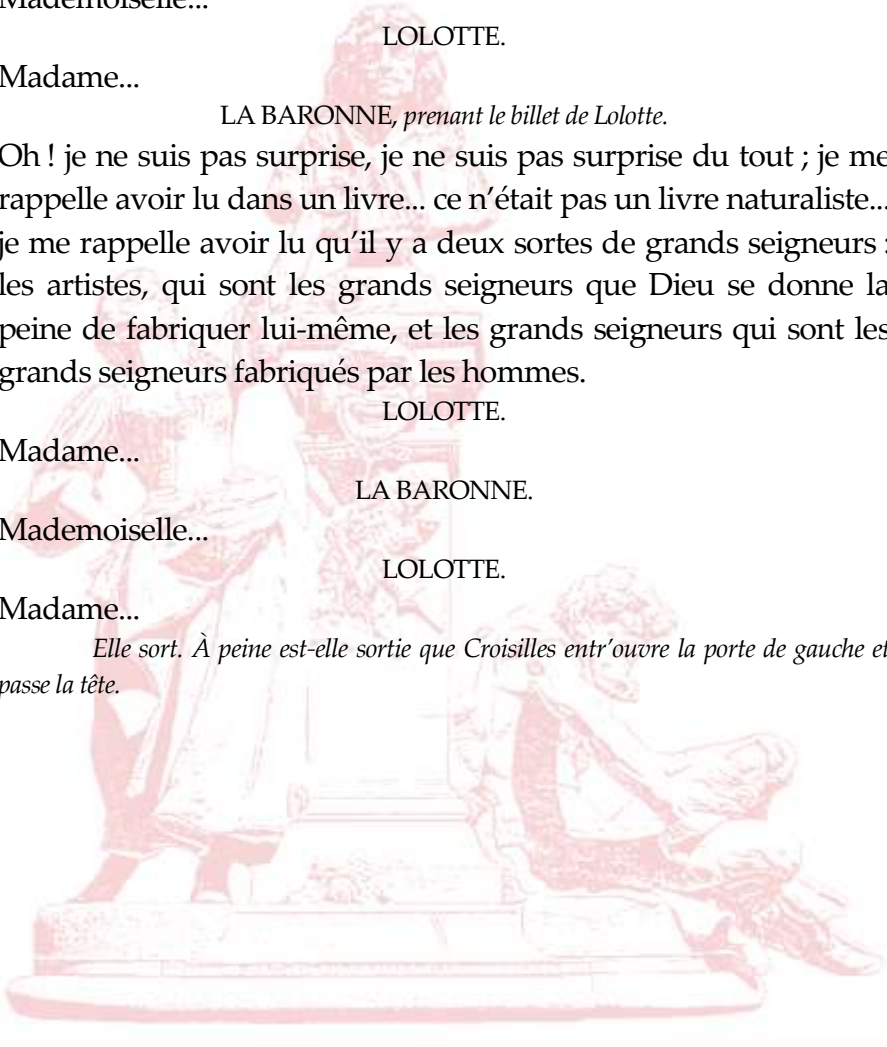 Mademoiselle...
LOLOTTE.
Madame...
LA BARONNE, prenant le billet de Lolotte.
Oh ! je ne suis pas surprise, je ne suis pas surprise du tout ; je me
rappelle avoir lu dans un livre... ce n’était pas un livre naturaliste...
je me rappelle avoir lu qu’il y a deux sortes de grands seigneurs :
les artistes, qui sont les grands seigneurs que Dieu se donne la
peine de fabriquer lui-même, et les grands seigneurs qui sont les
grands seigneurs fabriqués par les hommes.
LOLOTTE.
Madame...
LA BARONNE.
Mademoiselle...
LOLOTTE.
Madame...
Elle sort. À peine est-elle sortie que Croisilles entr’ouvre la porte de gauche et
passe la tête.